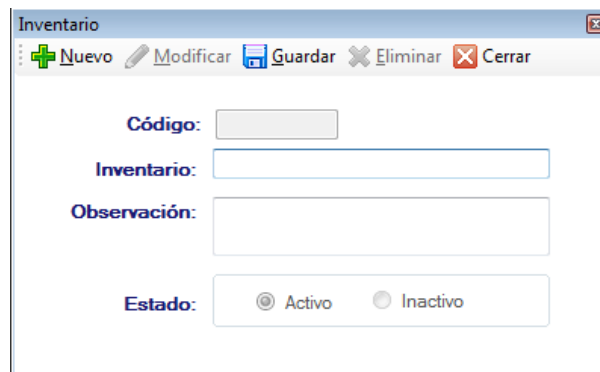 Inventario
Nuevo Modificar Guardar Eliminar Cerrar
Código:
Inventario:
Observación:
Estado: Activo Inactivo